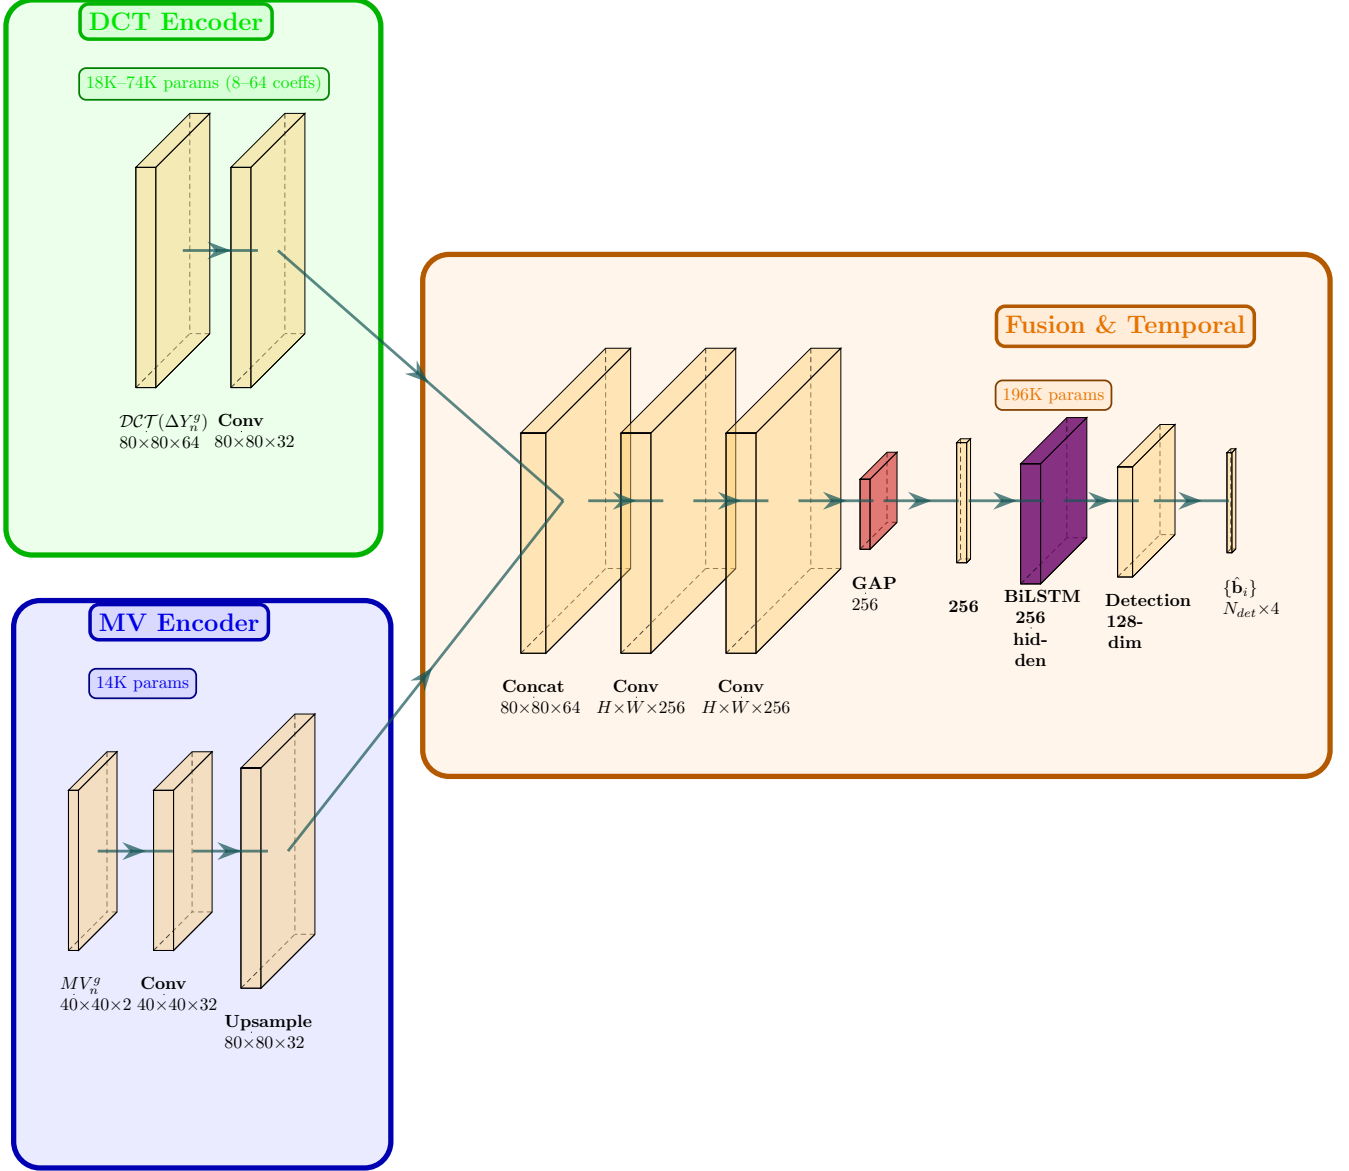 DCT Encoder
18K–74K params (8–64 coeffs)
𝒟𝒞𝒯(ΔY_n^g)
80×80×64
Conv
80×80×32
MV Encoder
14K params
MV_n^g
40×40×2
Conv
40×40×32
Upsample
80×80×32
Fusion & Temporal
196K params
Concat
80×80×64
Conv
H×W×256
Conv
H×W×256
GAP
256
256
BiLSTM
256
hid-
den
Detection
128-
dim
{b̂_i}
N_det×4